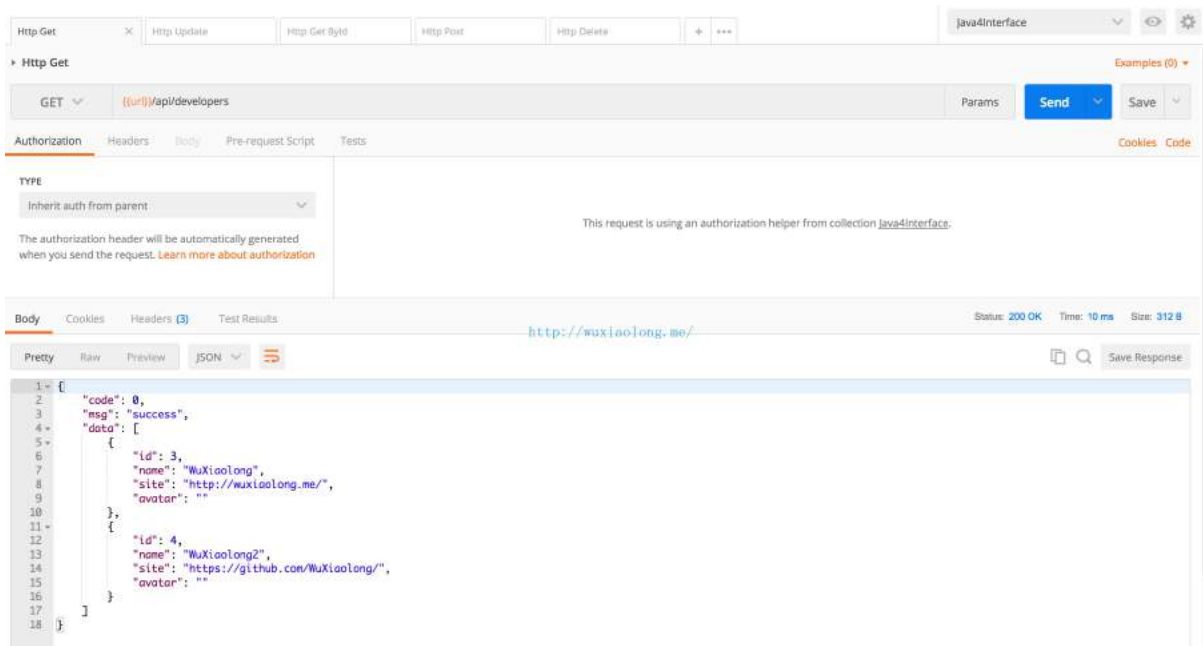 Http Get Http Update Http Get ById Http Post Http Delete Java4Interface
Http Get Examples (0)
GET {{url}}/api/developers Params Send Save
Authorization Headers Body Pre-request Script Tests Cookies Code
TYPE
Inherit auth from parent
This request is using an authorization helper from collection Java4Interface.
The authorization header will be automatically generated
when you send the request. Learn more about authorization
Body Cookies Headers (3) Test Results Status: 200 OK Time: 10 ms Size: 312 B
http://wuxiaolong.me/
Pretty Raw Preview JSON Save Response
1 {
2 "code": 0,
3 "msg": "success",
4 "data": [
5 {
6 "id": 3,
7 "name": "WuXiaolong",
8 "site": "http://wuxiaolong.me/",
9 "avatar": ""
10 },
11 {
12 "id": 4,
13 "name": "WuXiaolong2",
14 "site": "https://github.com/WuXiaolong/",
15 "avatar": ""
16 }
17 ]
18 }